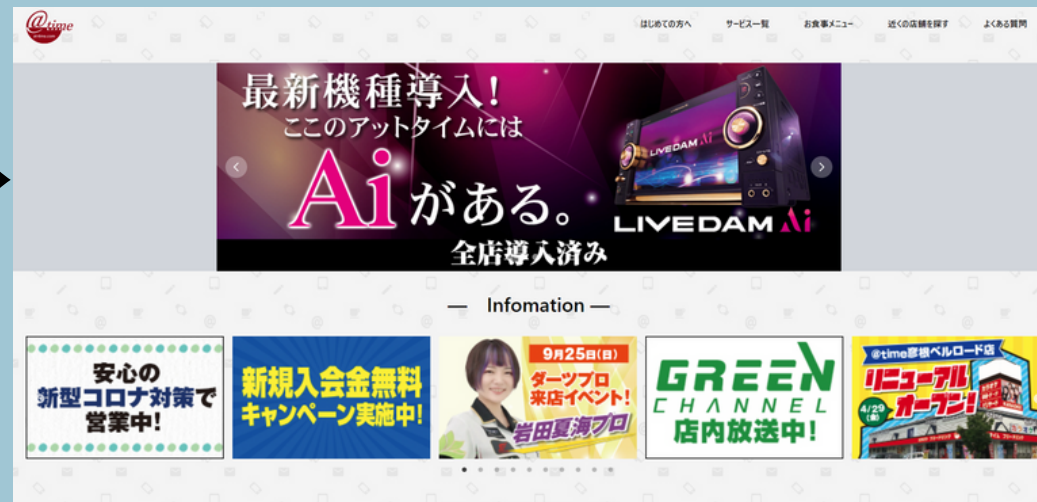 @time
はじめての方へ
サービス一覧
お食事メニュー
近くの店舗を探す
よくある質問
最新機種導入！
ここのアットタイムには
Aiがある。
全店導入済み
LIVE DAM Ai
LIVE DAM Ai
— Infomation —
安心の
新型コロナ対策で
営業中!
新規入会金無料
キャンペーン実施中!
9月25日(日)
ダーツプロ
来店イベント!
岩田夏海プロ
GREEN
CHANNEL
店内放送中!
@time彦根ベルロード店
リニューアル
4/29
(金)
オープン!